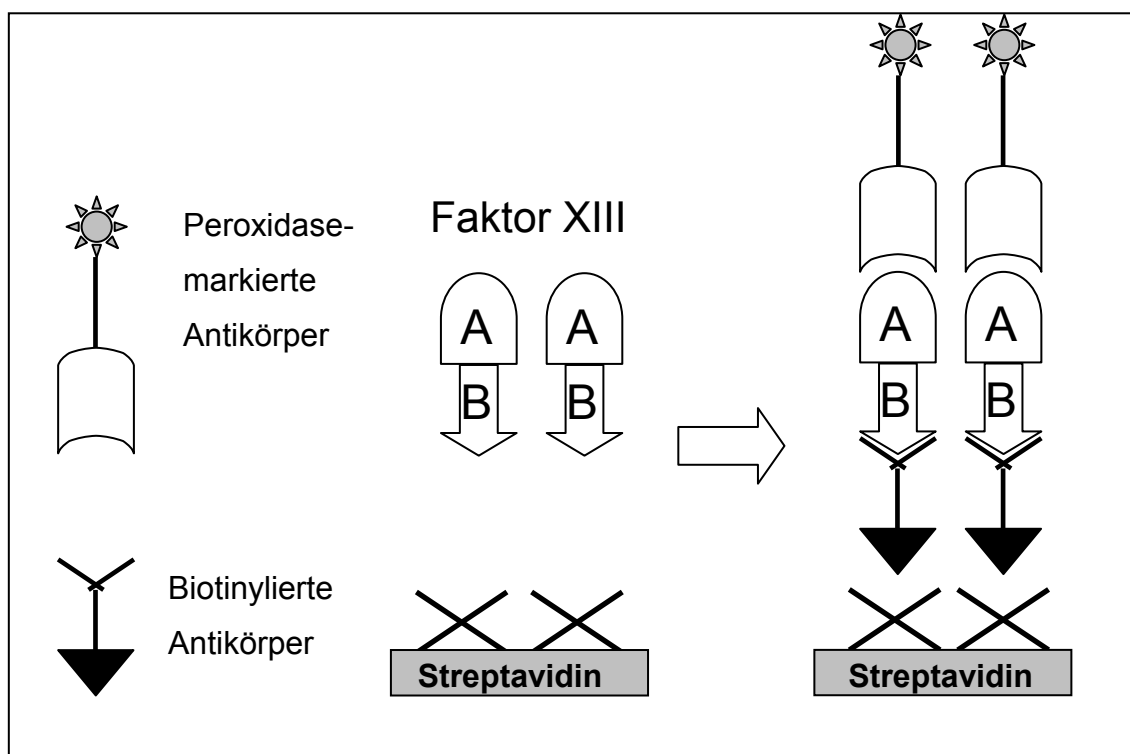 Peroxidase-
markierte
Antikörper
Faktor XIII
A A
B B
A A
B B
Biotinylierte
Antikörper
Streptavidin
Streptavidin